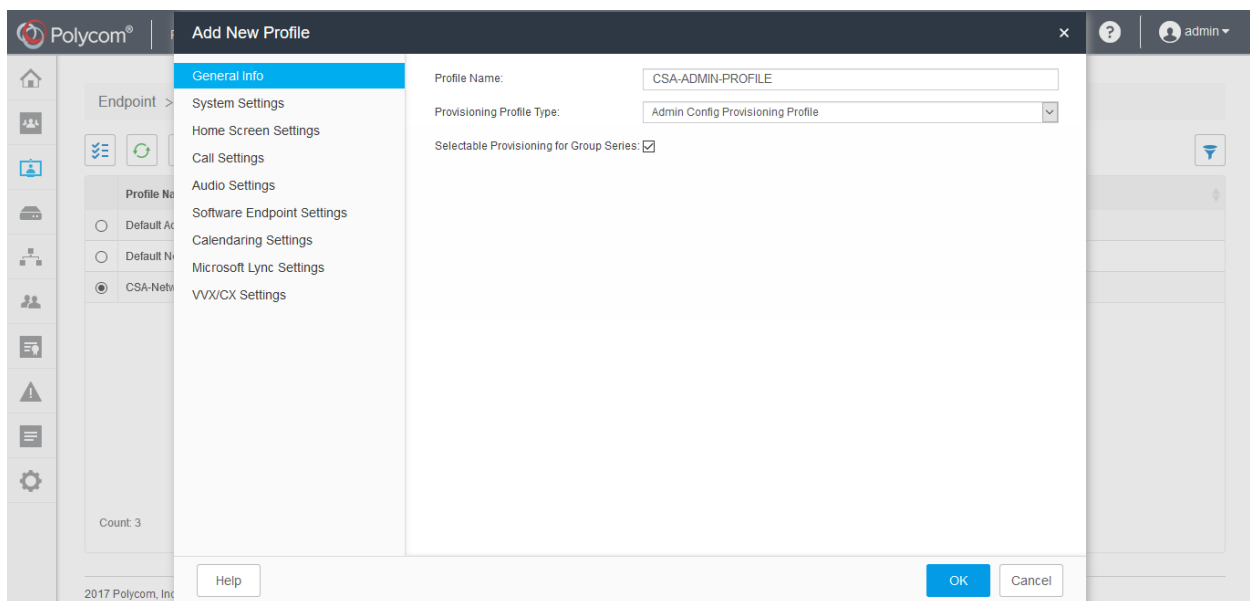 Polycom®
Add New Profile
×
?
admin
General Info
System Settings
Home Screen Settings
Call Settings
Audio Settings
Software Endpoint Settings
Calendaring Settings
Microsoft Lync Settings
VVX/CX Settings
Profile Name: CSA-ADMIN-PROFILE
Provisioning Profile Type: Admin Config Provisioning Profile
Selectable Provisioning for Group Series:
Endpoint >
Profile Na
Default Ad
Default Ne
CSA-Netw
Count: 3
Help
OK
Cancel
2017 Polycom, Inc